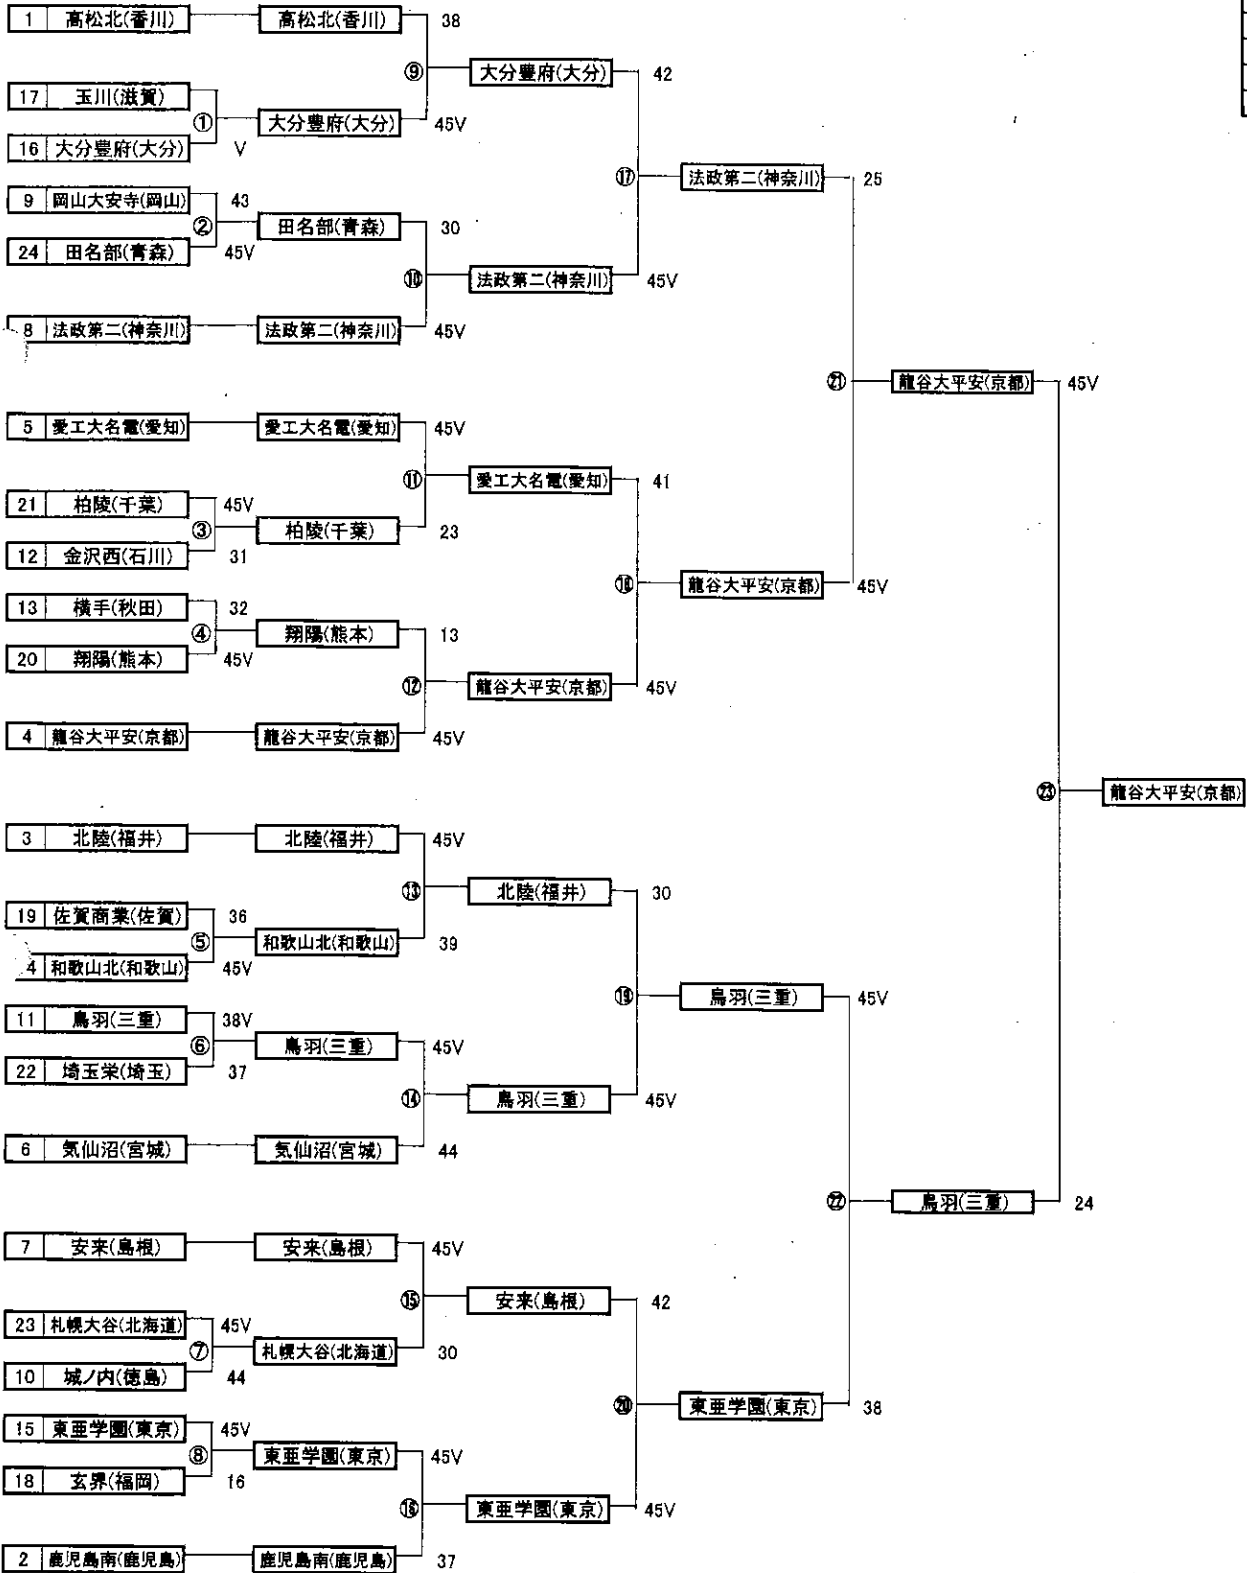 1 高松北(香川) 高松北(香川) 38
⑨ 大分豊府(大分) 42
17 玉川(滋賀)
① 大分豊府(大分) 45V
16 大分豊府(大分) V
⑰ 法政第二(神奈川) 25
9 岡山大安寺(岡山) 43
② 田名部(青森) 30
24 田名部(青森) 45V
⑩ 法政第二(神奈川) 45V
8 法政第二(神奈川) 法政第二(神奈川) 45V
㉑ 龍谷大平安(京都) 45V
5 愛工大名電(愛知) 愛工大名電(愛知) 45V
⑪ 愛工大名電(愛知) 41
21 柏陵(千葉) 45V
③ 柏陵(千葉) 23
12 金沢西(石川) 31
⑱ 龍谷大平安(京都) 45V
13 横手(秋田) 32
④ 翔陽(熊本) 13
20 翔陽(熊本) 45V
⑫ 龍谷大平安(京都) 45V
4 龍谷大平安(京都) 龍谷大平安(京都) 45V
㉓ 龍谷大平安(京都)
3 北陸(福井) 北陸(福井) 45V
⑬ 北陸(福井) 30
19 佐賀商業(佐賀) 36
⑤ 和歌山北(和歌山) 39
4 和歌山北(和歌山) 45V
⑲ 鳥羽(三重) 45V
11 鳥羽(三重) 38V
⑥ 鳥羽(三重) 45V
22 埼玉栄(埼玉) 37
⑭ 鳥羽(三重) 45V
6 気仙沼(宮城) 気仙沼(宮城) 44
㉒ 鳥羽(三重) 24
7 安来(島根) 安来(島根) 45V
⑮ 安来(島根) 42
23 札幌大谷(北海道) 45V
⑦ 札幌大谷(北海道) 30
10 城ノ内(徳島) 44
⑳ 東亜学園(東京) 38
15 東亜学園(東京) 45V
⑧ 東亜学園(東京) 45V
18 玄界(福岡) 16
⑯ 東亜学園(東京) 45V
2 鹿児島南(鹿児島) 鹿児島南(鹿児島) 37